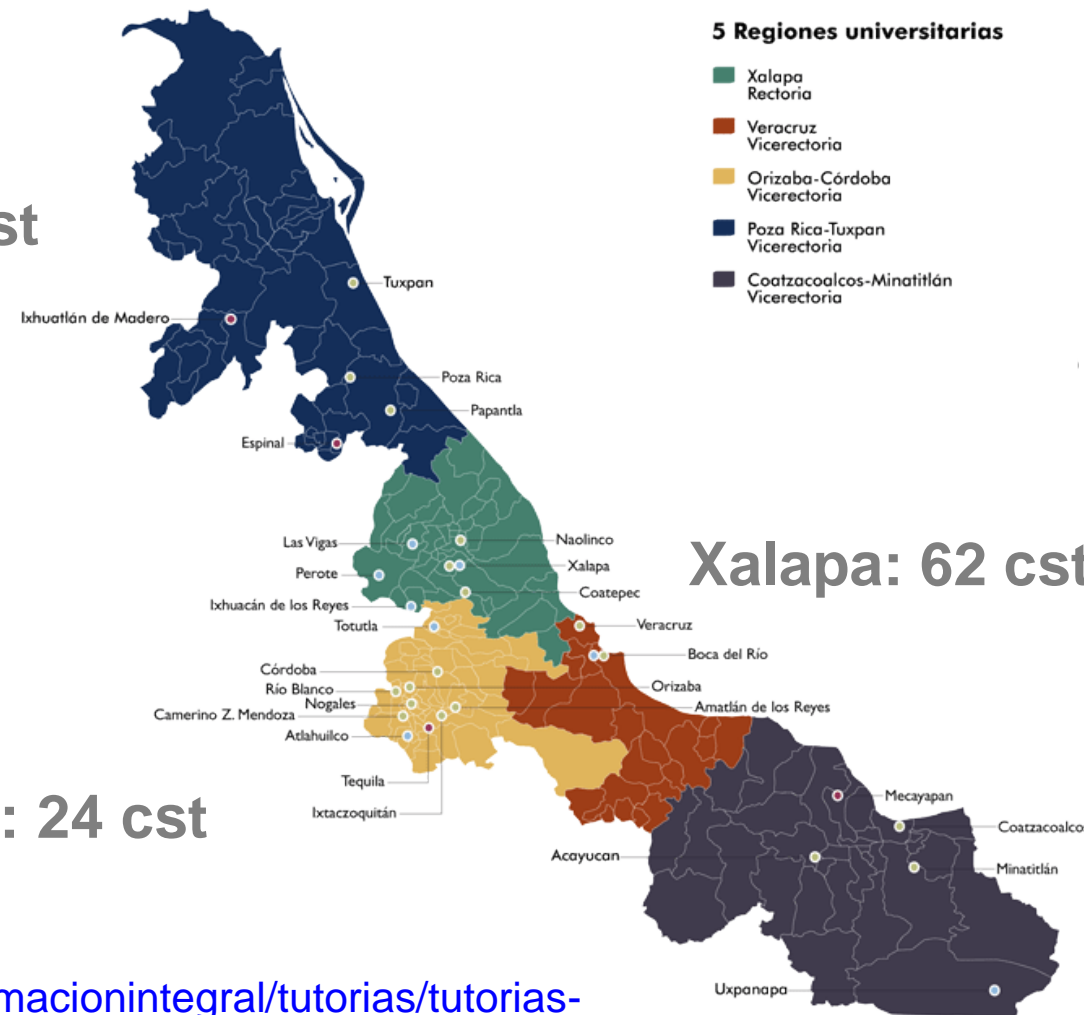 5 Regiones universitarias
Xalapa
Rectoria
Veracruz
Vicerectoria
Orizaba-Córdoba
Vicerectoria
Poza Rica-Tuxpan
Vicerectoria
Coatzacoalcos-Minatitlán
Vicerectoria
st
Tuxpan
Ixhuatlán de Madero
Poza Rica
Papantla
Espinal
Las Vigas
Naolinco
Xalapa
Perote
Coatepec
Ixhuacán de los Reyes
Xalapa: 62 cst
Totutla
Veracruz
Boca del Río
Córdoba
Orizaba
Río Blanco
Nogales
Amatlán de los Reyes
Camerino Z. Mendoza
Atlahuilco
Tequila
Ixtaczoquitán
: 24 cst
Mecayapan
Coatzacoalco
Acayucan
Minatitlán
Uxpanapa
macionintegral/tutorias/tutorias-